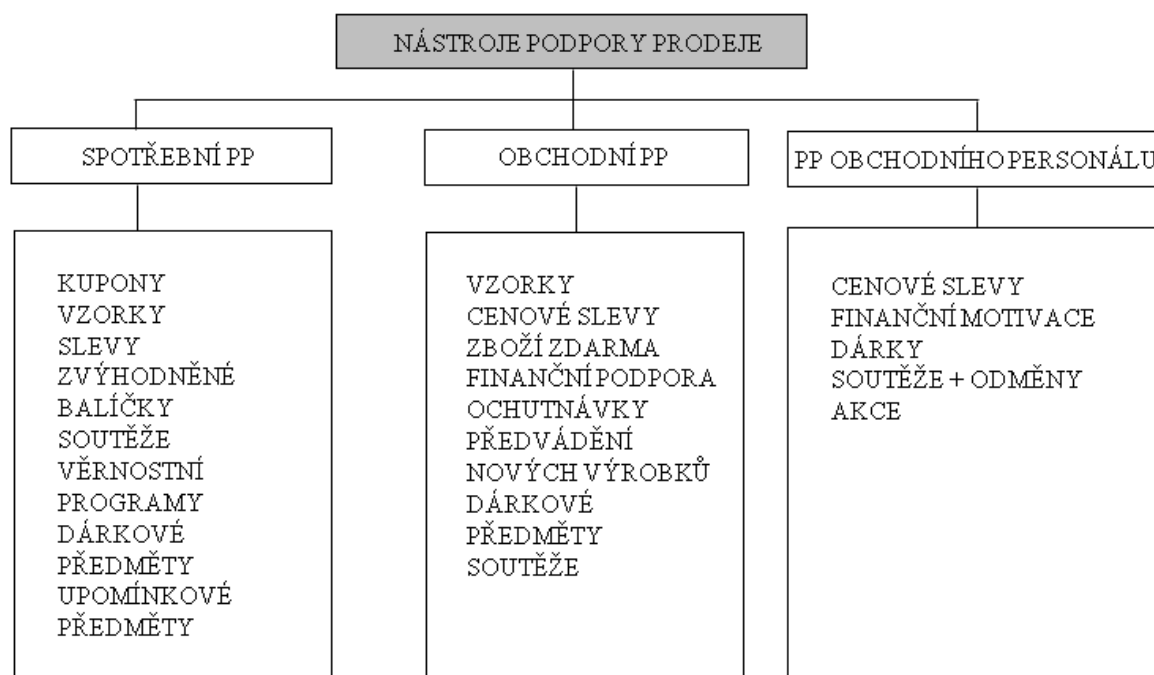 NÁSTROJE PODPORY PRODEJE
SPOTŘEBNÍ PP
KUPONY
VZORKY
SLEVY
ZVÝHODNĚNÉ
BALÍČKY
SOUTĚŽE
VĚRNOSTNÍ
PROGRAMY
DÁRKOVÉ
PŘEDMĚTY
UPOMÍNKOVÉ
PŘEDMĚTY
OBCHODNÍ PP
VZORKY
CENOVÉ SLEVY
ZBOŽÍ ZDARMA
FINANČNÍ PODPORA
OCHUTNÁVKY
PŘEDVÁDĚNÍ
NOVÝCH VÝROBKŮ
DÁRKOVÉ
PŘEDMĚTY
SOUTĚŽE
PP OBCHODNÍHO PERSONÁLU
CENOVÉ SLEVY
FINANČNÍ MOTIVACE
DÁRKY
SOUTĚŽE + ODMĚNY
AKCE